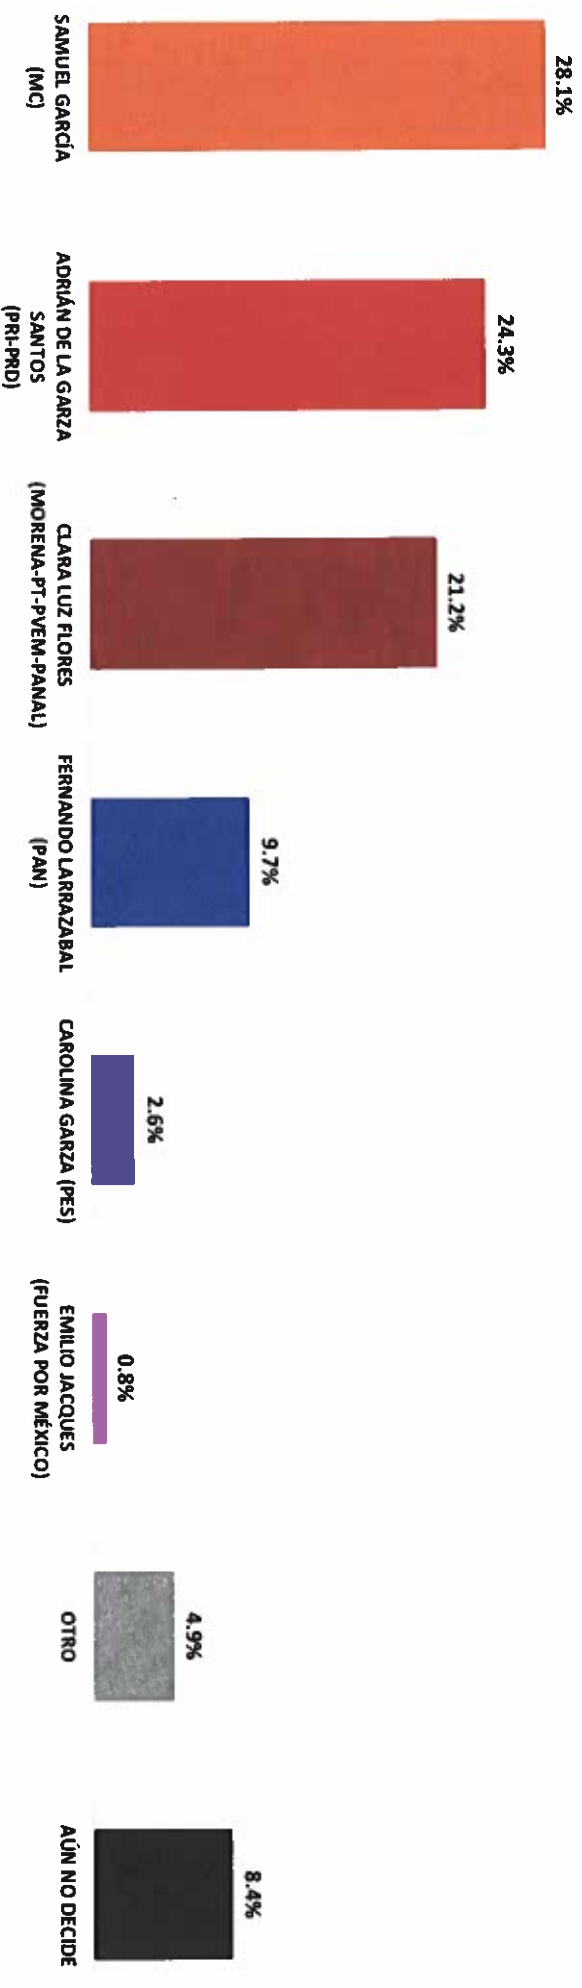 28.1%
SAMUEL GARCÍA
(MC)
24.3%
ADRIÁN DE LA GARZA
SANTOS
(PRI-PRD)
21.2%
CLARA LUZ FLORES
(MORENA-PT-PVEM-PANAL)
9.7%
FERNANDO LARRAZABAL
(PAN)
2.6%
CAROLINA GARZA (PES)
0.8%
EMILIO JACQUES
(FUERZA POR MÉXICO)
4.9%
OTRO
8.4%
AÚN NO DECIDE